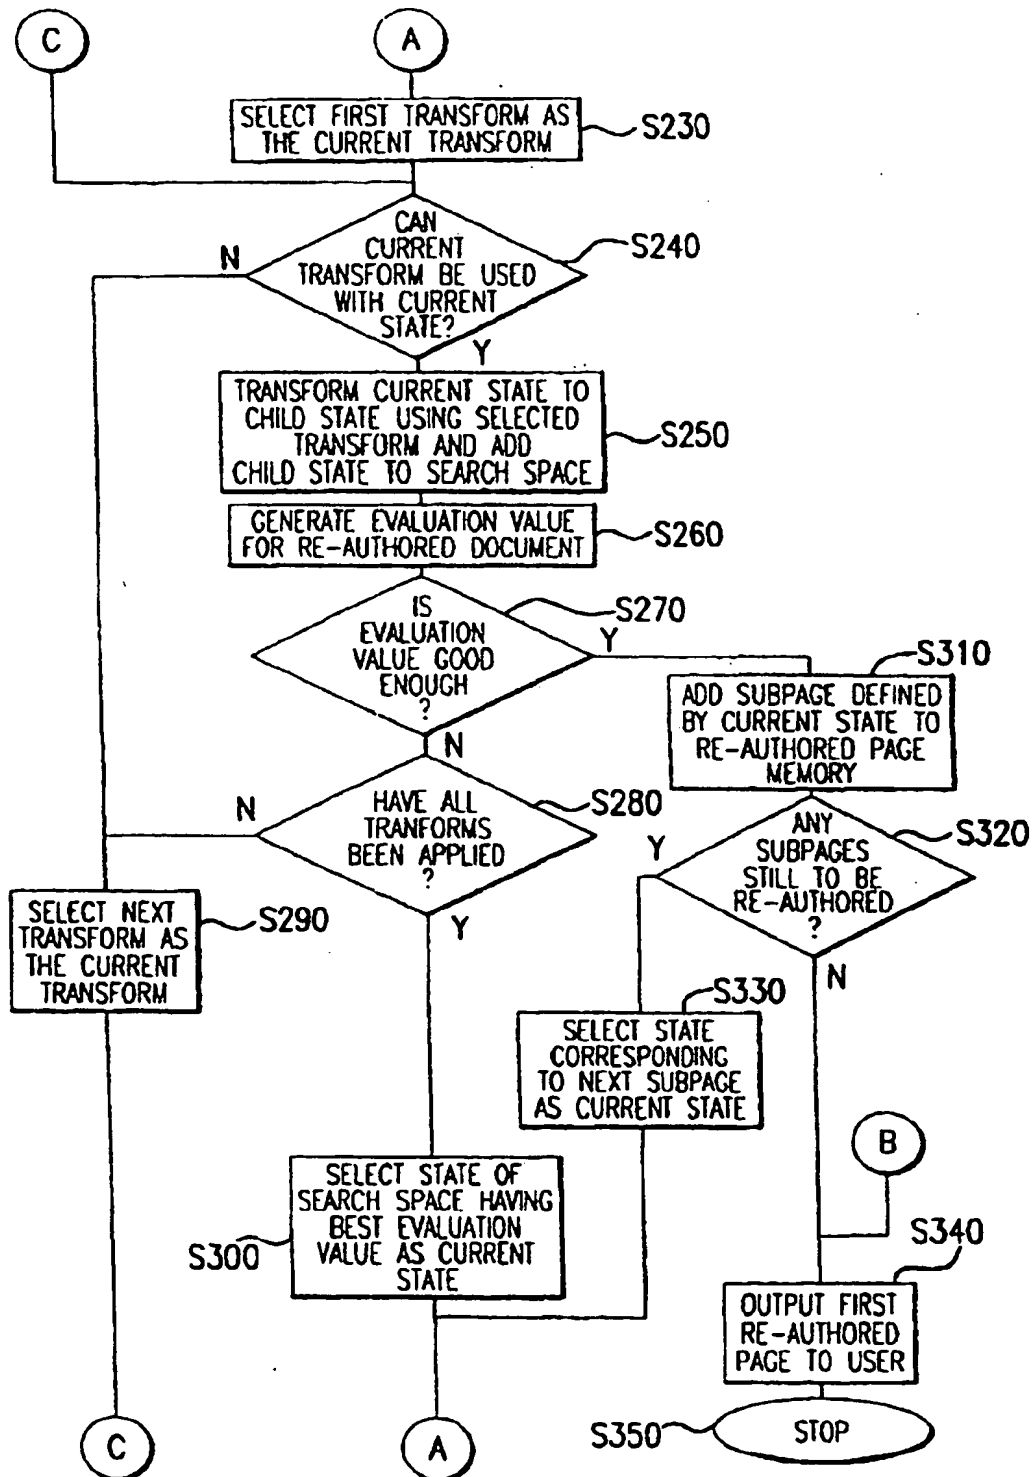 C
A
SELECT FIRST TRANSFORM AS
THE CURRENT TRANSFORM
S230
CAN
CURRENT
TRANSFORM BE USED
WITH CURRENT
STATE?
S240
N
Y
TRANSFORM CURRENT STATE TO
CHILD STATE USING SELECTED
TRANSFORM AND ADD
CHILD STATE TO SEARCH SPACE
S250
GENERATE EVALUATION VALUE
FOR RE-AUTHORED DOCUMENT
S260
IS
EVALUATION
VALUE GOOD
ENOUGH
?
S270
Y
N
ADD SUBPAGE DEFINED
BY CURRENT STATE TO
RE-AUTHORED PAGE
MEMORY
S310
HAVE ALL
TRANFORMS
BEEN APPLIED
?
S280
N
Y
ANY
SUBPAGES
STILL TO BE
RE-AUTHORED
?
S320
Y
N
SELECT NEXT
TRANSFORM AS
THE CURRENT
TRANSFORM
S290
SELECT STATE
CORRESPONDING
TO NEXT SUBPAGE
AS CURRENT STATE
S330
B
SELECT STATE OF
SEARCH SPACE HAVING
BEST EVALUATION
VALUE AS CURRENT
STATE
S300
OUTPUT FIRST
RE-AUTHORED
PAGE TO USER
S340
C
A
S350
STOP